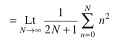 = Lt_{N→∞} \frac{1}{2N+1} \sum_{n=0}^{N} n^2